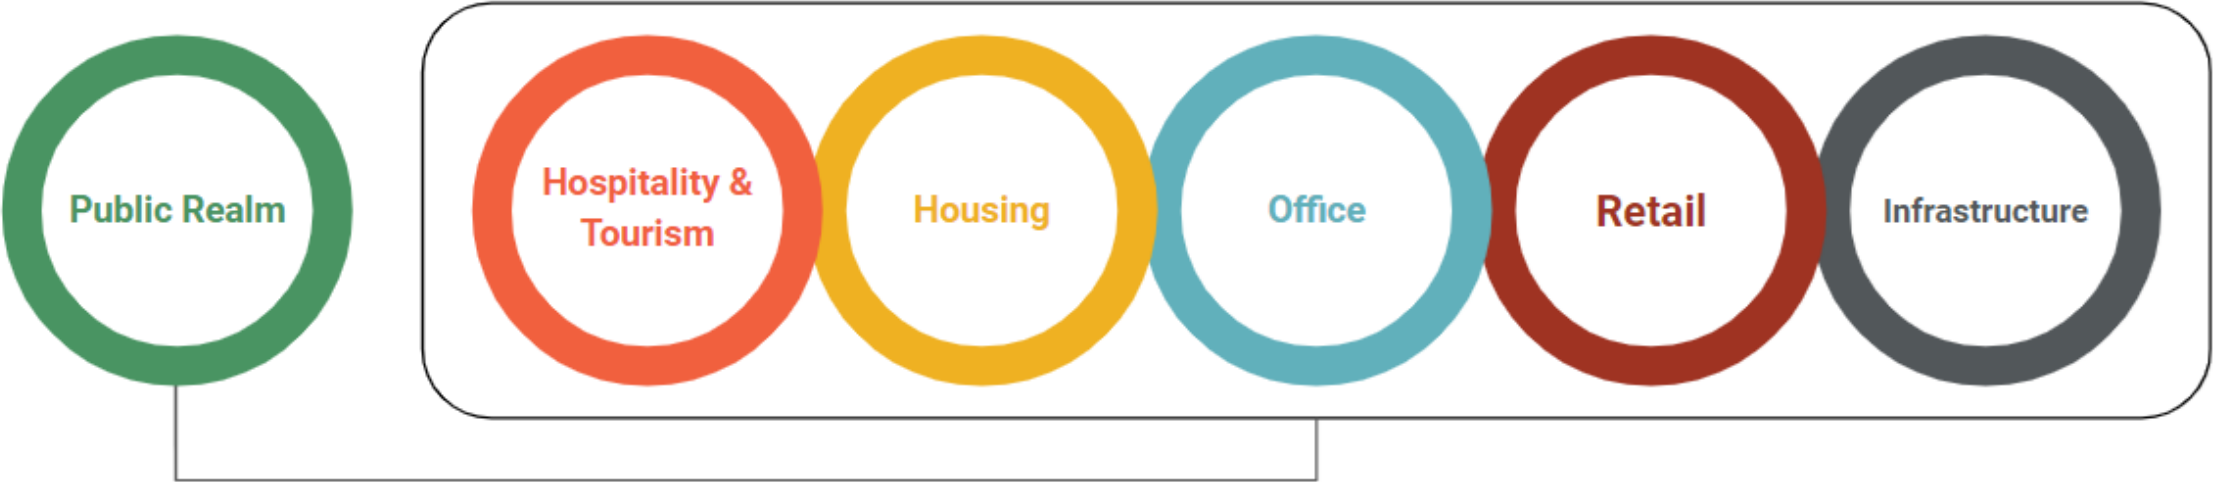 Public Realm
Hospitality &
Tourism
Housing
Office
Retail
Infrastructure